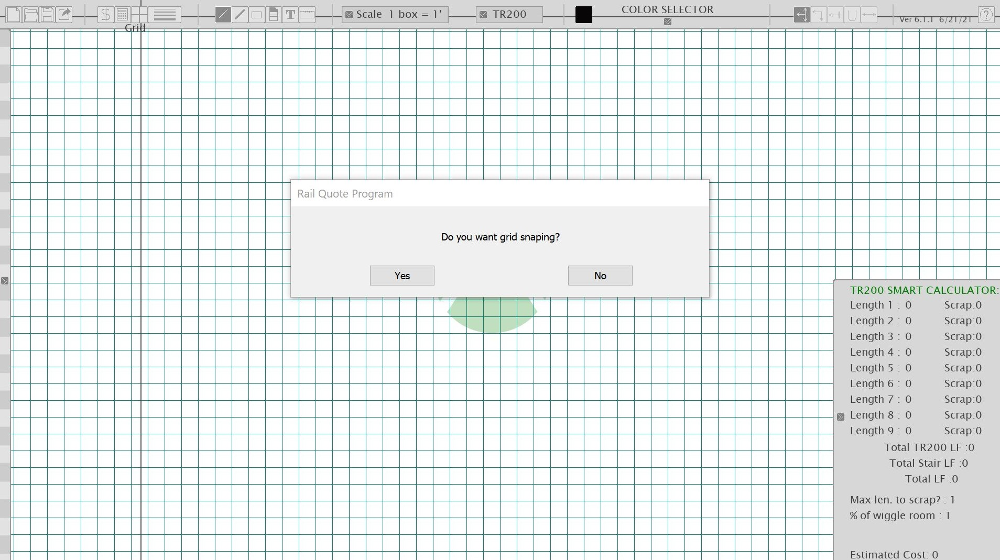 Scale 1 box = 1'
TR200
COLOR SELECTOR
Ver 6.1.1 6/21/21
Grid
Rail Quote Program
Do you want grid snaping?
Yes
No
TR200 SMART CALCULATOR:
Length 1 : 0 Scrap:0
Length 2 : 0 Scrap:0
Length 3 : 0 Scrap:0
Length 4 : 0 Scrap:0
Length 5 : 0 Scrap:0
Length 6 : 0 Scrap:0
Length 7 : 0 Scrap:0
Length 8 : 0 Scrap:0
Length 9 : 0 Scrap:0
Total TR200 LF :0
Total Stair LF :0
Total LF :0
Max len. to scrap? : 1
% of wiggle room : 1
Estimated Cost: 0